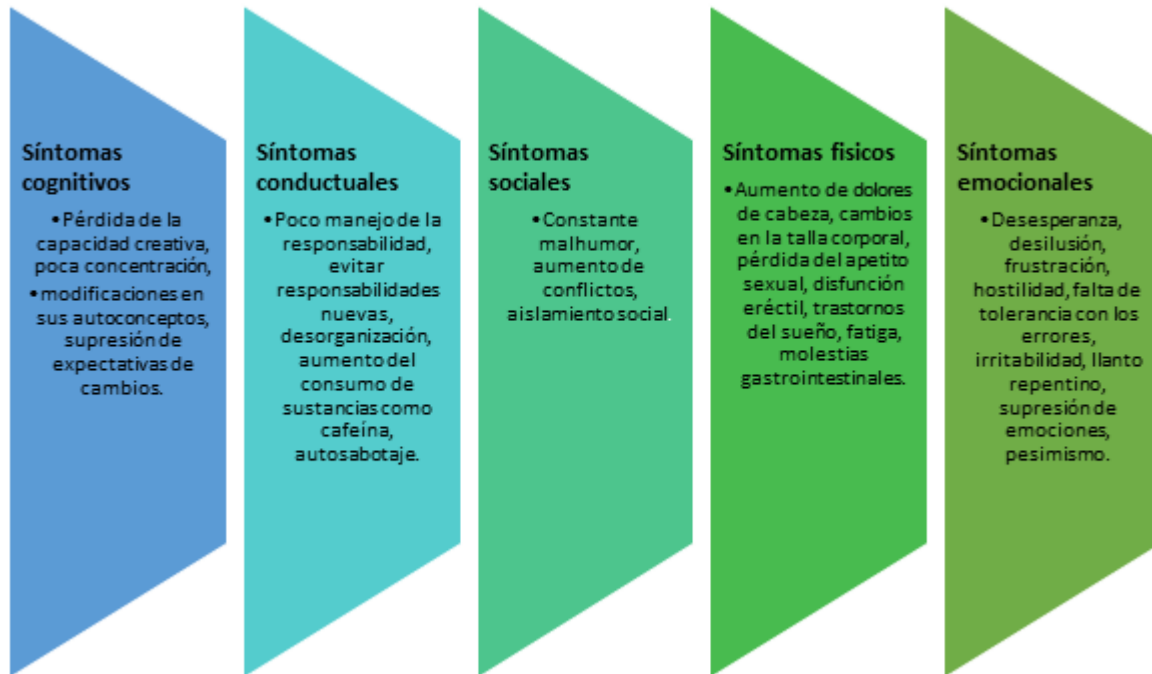 Síntomas
cognitivos
•Pérdida de la
capacidad creativa,
poca concentración,
•modificaciones en
sus autoconceptos,
supresión de
expectativas de
cambios.
Síntomas
conductuales
•Poco manejo de la
responsabilidad,
evitar
responsabilidades
nuevas,
desorganización,
aumento del
consumo de
sustancias como
cafeína,
autosabotaje.
Síntomas
sociales
•Constante
malhumor,
aumento de
conflictos,
aislamiento social.
Síntomas fisicos
•Aumento de dolores
de cabeza, cambios
en la talla corporal,
pérdida del apetito
sexual, disfunción
eréctil, trastornos
del sueño, fatiga,
molestias
gastrointestinales.
Síntomas
emocionales
•Desesperanza,
desilusión,
frustración,
hostilidad, falta de
tolerancia con los
errores,
irritabilidad, llanto
repentino,
supresión de
emociones,
pesimismo.